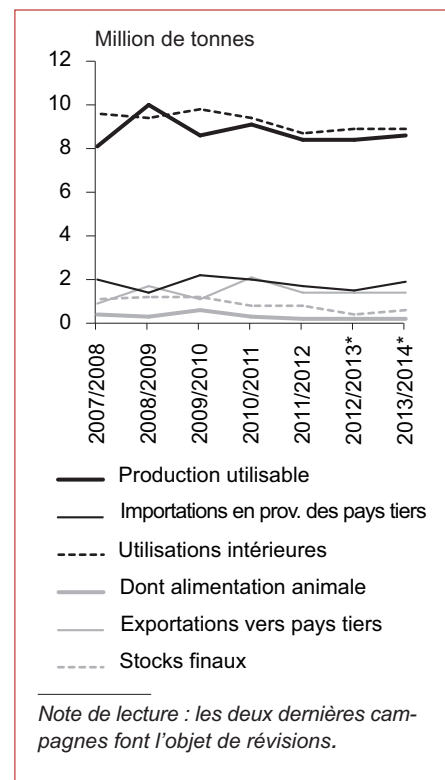 Million de tonnes
12
10
8
6
4
2
0
2007/2008
2008/2009
2009/2010
2010/2011
2011/2012
2012/2013*
2013/2014*
Production utilisable
Importations en prov. des pays tiers
Utilisations intérieures
Dont alimentation animale
Exportations vers pays tiers
Stocks finaux
Note de lecture : les deux dernières cam-
pagnes font l'objet de révisions.